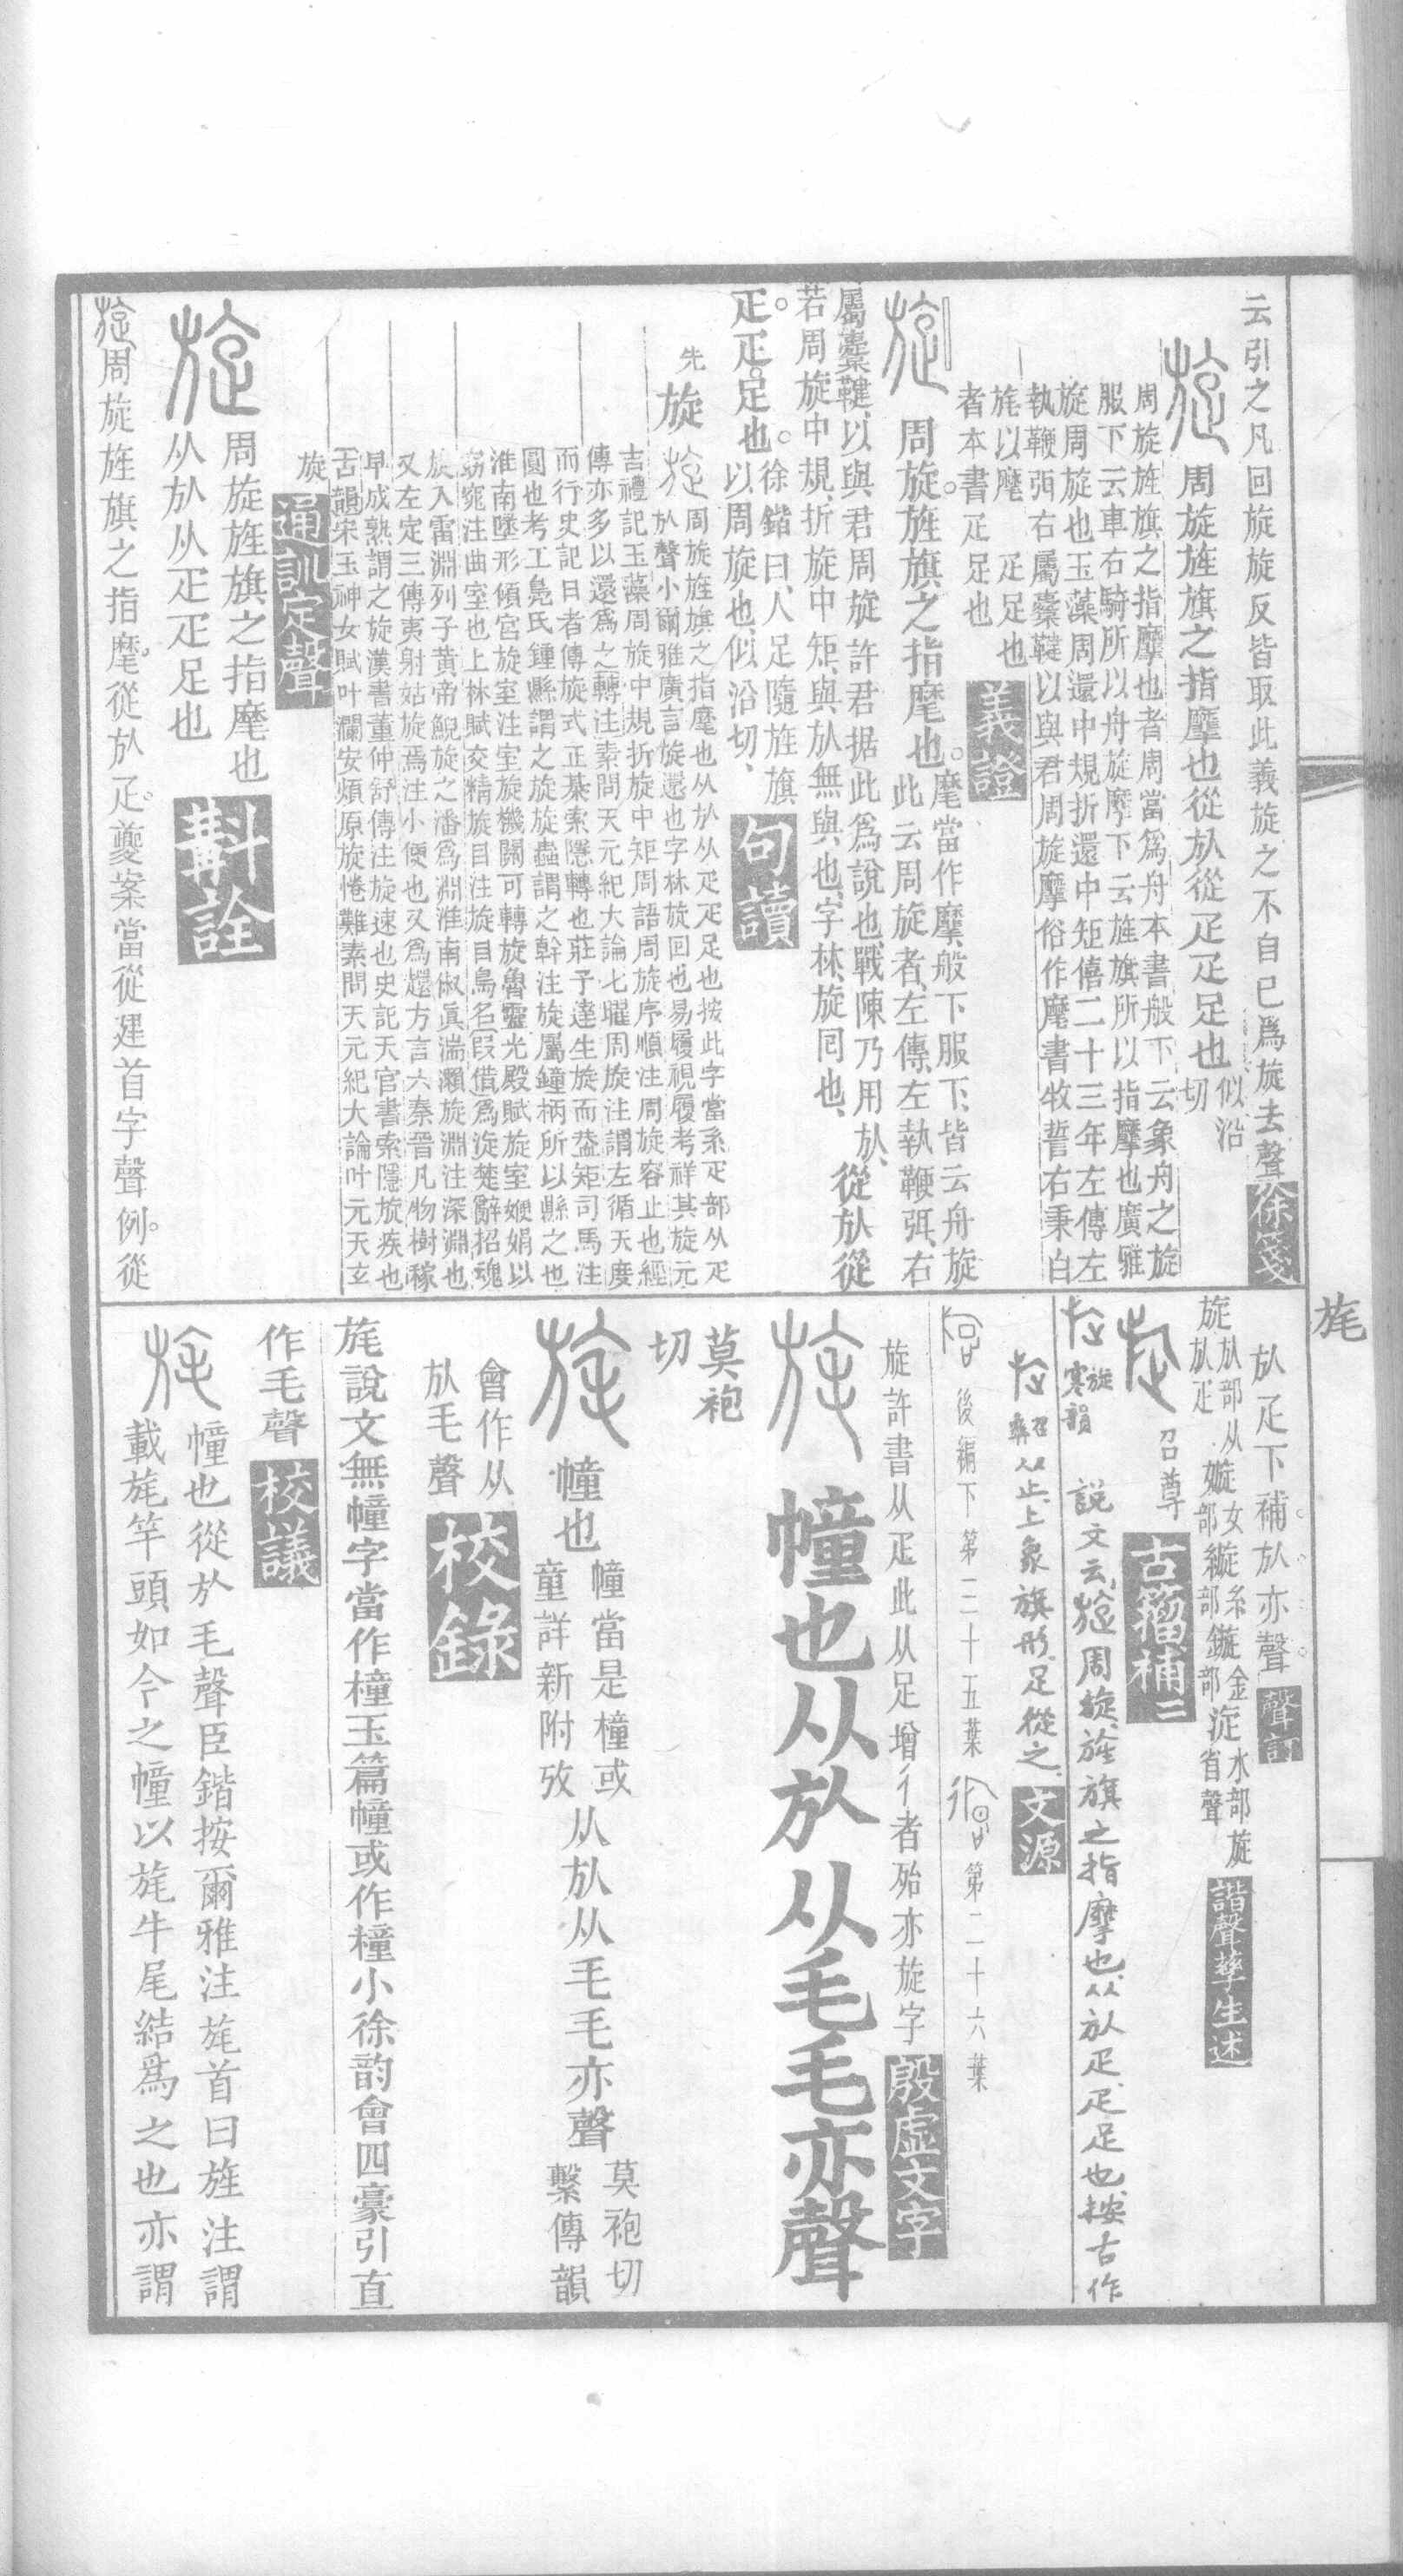 云引之凡回旋旋反皆取此義旋之不自已爲旋去聲徐箋
周旋旌旗之指摩也從㫃從疋疋足也似沿
切
周旋旌旗之指摩也者周當爲舟本書般下云象舟之旋
服下云車右騎所以舟旋摩下云旌旗所以指摩也廣雅
旋周旋也玉藻周還中規折還中矩僖二十三年左傳左
執鞭弭右屬櫜鞬以與君周旋摩俗作麾書牧誓右秉白
旄以麾 疋足也
者本書疋足也 義證
周旋旌旗之指麾也麾當作摩般下服下皆云舟旋
此云周旋者左傳左執鞭弭右
屬櫜鞬以與君周旋許君据此爲說也戰陳乃用㫃從㫃從
若周旋中規折旋中矩與㫃無與也字林旋回也
疋疋足也徐鍇曰人足隨旌旗
以周旋也似沿切 句讀
先
旋 周旋旌旗之指麾也从㫃从疋疋足也按此字當系疋部从疋
㫃聲小爾雅廣言旋還也字林旋回也易履視履考祥其旋元
吉禮記玉藻周旋中規折旋中矩周語周旋序順注周旋容止也經
傳亦多以還爲之轉注素問天元紀大論七曜周旋注謂左循天度
而行史記日者傳旋式正棊索隱轉也莊子達生旋而蓋矩司馬注
圓也考工鳧氏鍾縣謂之旋旋蟲謂之幹注旋屬鐘柄所以縣之也
淮南墬形傾宮旋室注室旋機關可轉旋魯靈光殿賦旋室㛹娟以
窈窕注曲室也上林賦交精旋目注旋目鳥名叚借爲淀楚辭招魂
旋入雷淵列子黃帝鯢旋之潘爲淵淮南俶眞湍瀨旋淵注深淵也
又左定三傳夷射姑旋焉注小便也又爲趮方言六秦晉凡物樹稼
早成熟謂之旋漢書董仲舒傳注旋速也史記天官書索隱旋疾也
古韻宋玉神女賦叶瀾安煩原旋惓難素問天元紀大論叶元天玄
旋 通訓定聲
周旋旌旗之指麾也
从㫃从疋疋足也 斠詮
周旋旌旗之指麾從㫃疋夔案當從建首字聲例從
㫃疋下補㫃亦聲聲訂
旋㫃部从㫃疋 嫙女部縼糸部鏇金部淀水部旋省聲 諧聲孳生述
召尊 古籀補二
旋寒韻 說文云周旋旌旗之指摩也从㫃疋疋足也按古作
召彝从止上象旗形足從之 文源
後編下第二十五葉 第二十六葉
旋許書从疋此从足增彳者殆亦旋字 殷虛文字
幢也从㫃从毛毛亦聲
莫袍
切
幢也幢當是橦或
童詳新附攷从㫃从毛毛亦聲莫袍切
繫傳韻
會作从
㫃毛聲 校錄
旄說文無幢字當作橦玉篇幢或作䡴小徐韵會四豪引直
作毛聲 校議
幢也從㫃毛聲臣鍇按爾雅注旄首曰旌注謂
載旄竿頭如今之幢以旄牛尾結爲之也亦謂
旄